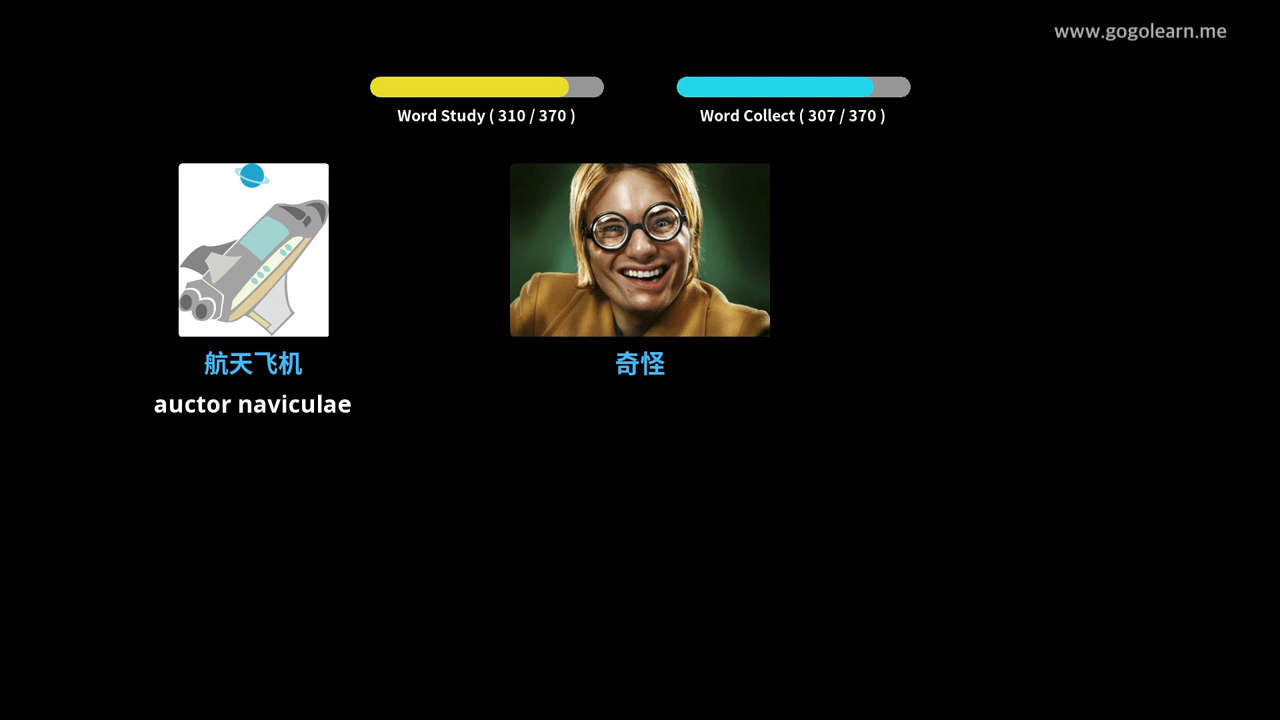 www.gogolearn.me
Word Study ( 310 / 370 )
Word Collect ( 307 / 370 )
航天飞机
奇怪
auctor naviculae